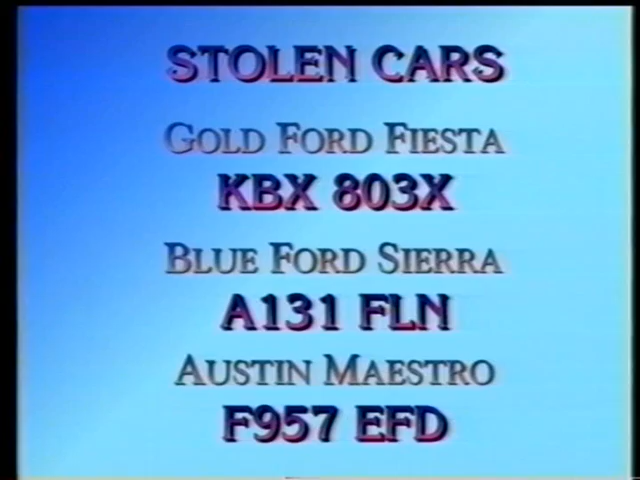 STOLEN CARS
GOLD FORD FIESTA
KBX 803X
BLUE FORD SIERRA
A131 FLN
AUSTIN MAESTRO
F957 EFD